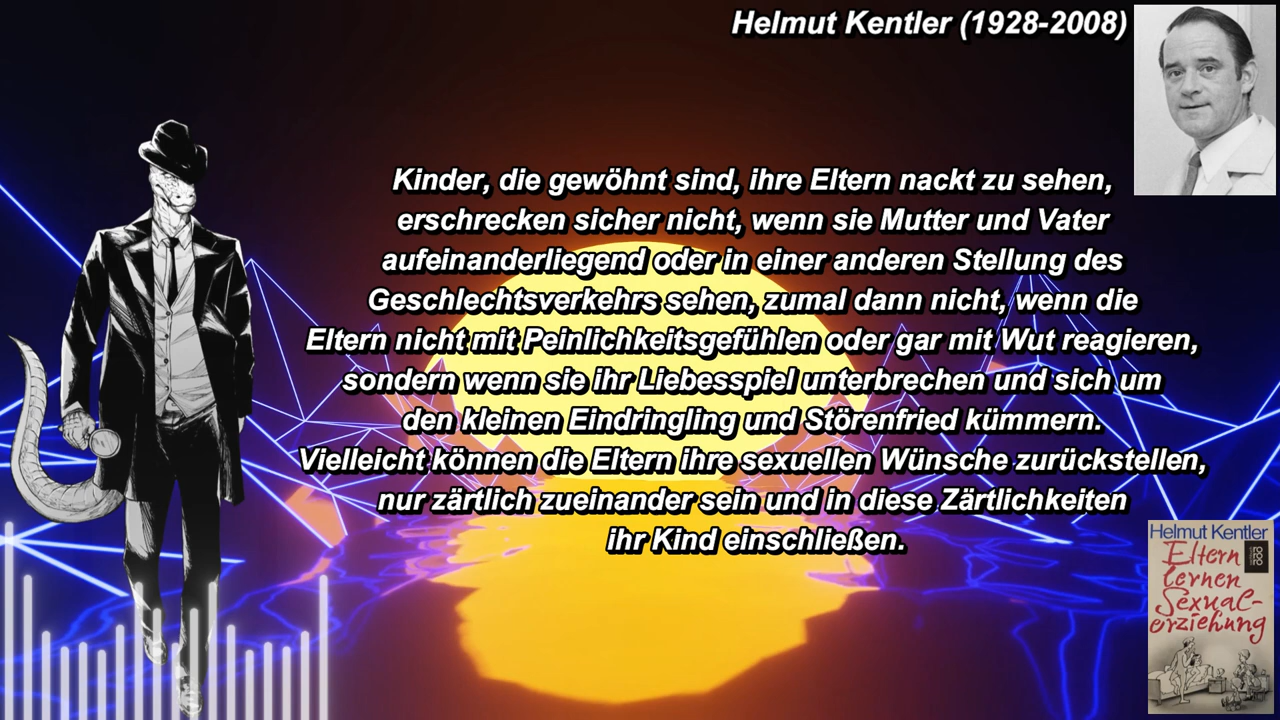 Helmut Kentler (1928-2008)
Kinder, die gewöhnt sind, ihre Eltern nackt zu sehen,
erschrecken sicher nicht, wenn sie Mutter und Vater
aufeinanderliegend oder in einer anderen Stellung des
Geschlechtsverkehrs sehen, zumal dann nicht, wenn die
Eltern nicht mit Peinlichkeitsgefühlen oder gar mit Wut reagieren,
sondern wenn sie ihr Liebesspiel unterbrechen und sich um
den kleinen Eindringling und Störenfried kümmern.
Vielleicht können die Eltern ihre sexuellen Wünsche zurückstellen,
nur zärtlich zueinander sein und in diese Zärtlichkeiten
ihr Kind einschließen.
Helmut Kentler
Eltern
lernen
Sexual-
erziehung
ro
ro
ro